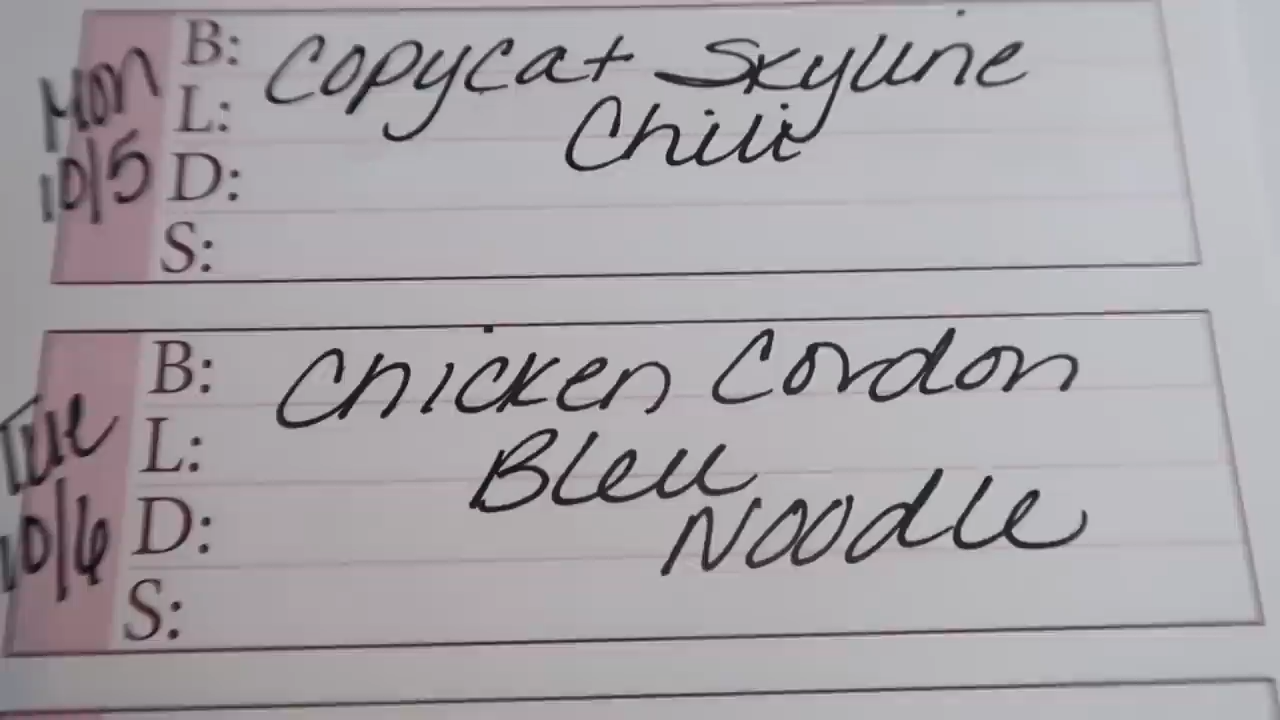 Mon
10/5
B: Copycat Skyline
L: Chili
D:
S:
Tue
10/6
B: Chicken Cordon
L: Bleu
D: Noodle
S: